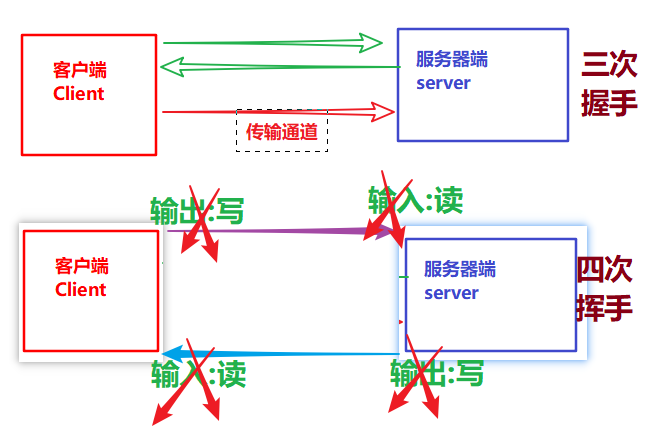 客户端
Client
服务器端
server
三次
握手
传输通道
输出:写
输入:读
客户端
Client
服务器端
server
四次
挥手
输入:读
输出:写